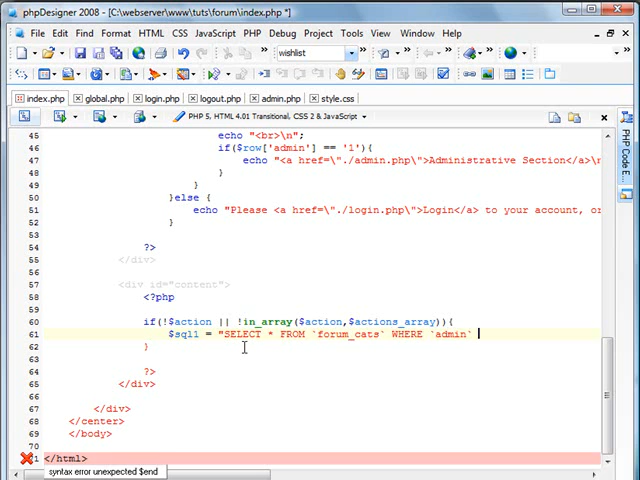 phpDesigner 2008 - [C:\webserver\www\tuts\forum\index.php *]
File Edit Format HTML CSS JavaScript PHP Debug Project Tools View Window
wishlist
index.php global.php login.php logout.php admin.php style.css
PHP 5, HTML 4.01 Transitional, CSS 2 & JavaScript
45 echo "<br>\n";
46 if($row['admin'] == '1'){
47 echo "<a href=\"./admin.php\">Administrative Section</a>\n
48 }
49 }
50 }else {
51 echo "Please <a href=\"./login.php\">Login</a> to your account, or
52 }
53
54 ?>
55 </div>
56
57 <div id="content">
58 <?php
59
60 if(!$action || !in_array($action,$actions_array)){
61 $sql1 = "SELECT * FROM `forum_cats` WHERE `admin`
62 }
63
64 ?>
65 </div>
66
67 </div>
68 </center>
69 </body>
70
71 </html>
syntax error unexpected $end
PHP Code E...